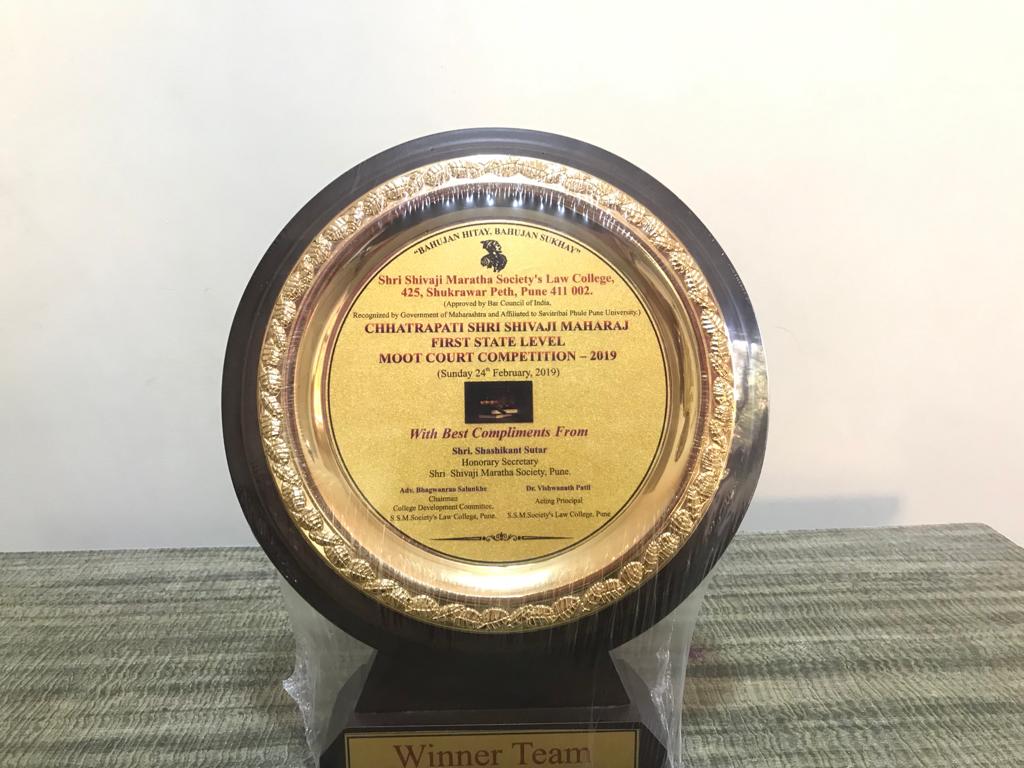 "BAHUJAN HITAY, BAHUJAN SUKHAY"
Shri Shivaji Maratha Society's Law College,
425, Shukrawar Peth, Pune 411 002.
(Approved by Bar Council of India.
Recognized by Government of Maharashtra and Affiliated to Savitribai Phule Pune University.)
CHHATRAPATI SHRI SHIVAJI MAHARAJ
FIRST STATE LEVEL
MOOT COURT COMPETITION – 2019
(Sunday 24th February, 2019)
With Best Compliments From
Shri. Shashikant Sutar
Honorary Secretary
Shri Shivaji Maratha Society, Pune.
Adv. Bhagwanrao Salunkhe
Chairman
College Development Committee,
S.S.M.Society's Law College, Pune.
Dr. Vishwanath Patil
Acting Principal
S.S.M.Society's Law College, Pune
Winner Team